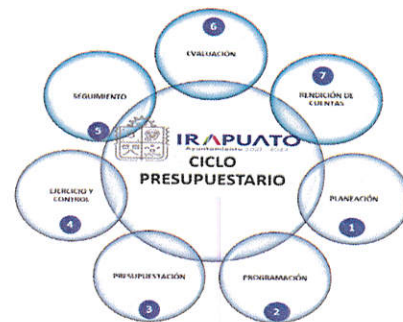 6
EVALUACIÓN
7
RENDICIÓN DE
CUENTAS
SEGUIMIENTO
5
IRAPUATO
CICLO
PRESUPUESTARIO
EJERCICIO Y
CONTROL
4
PLANEACIÓN
1
PRESUPUESTACIÓN
3
PROGRAMACIÓN
2